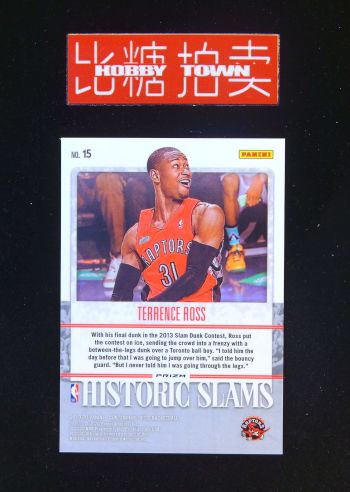 比糖拍卖
HOBBY TOWN
NO. 15
PANINI
RAPTORS
31
TERRENCE ROSS
With his final dunk in the 2013 Slam Dunk Contest, Ross put
the contest on ice, sending the crowd into a frenzy with a
between-the-legs dunk over a Toronto ball boy. "I told him the
day before that I was going to jump over him," said the bouncy
guard. "But I never told him I was going through the legs."
PRIZM
HISTORIC SLAMS
RAPTORS